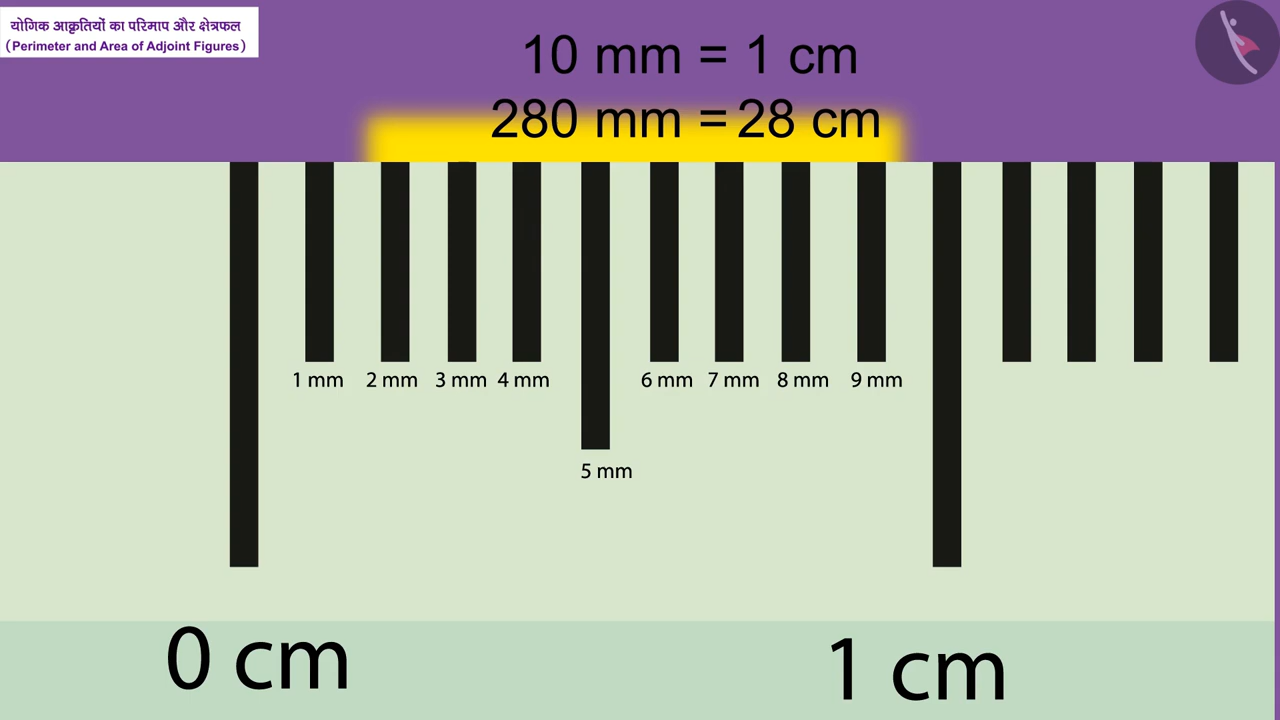 योगिक आकृतियों का परिमाप और क्षेत्रफल
(Perimeter and Area of Adjoint Figures)
10 mm = 1 cm
280 mm = 28 cm
1 mm 2 mm 3 mm 4 mm 6 mm 7 mm 8 mm 9 mm
5 mm
0 cm 1 cm